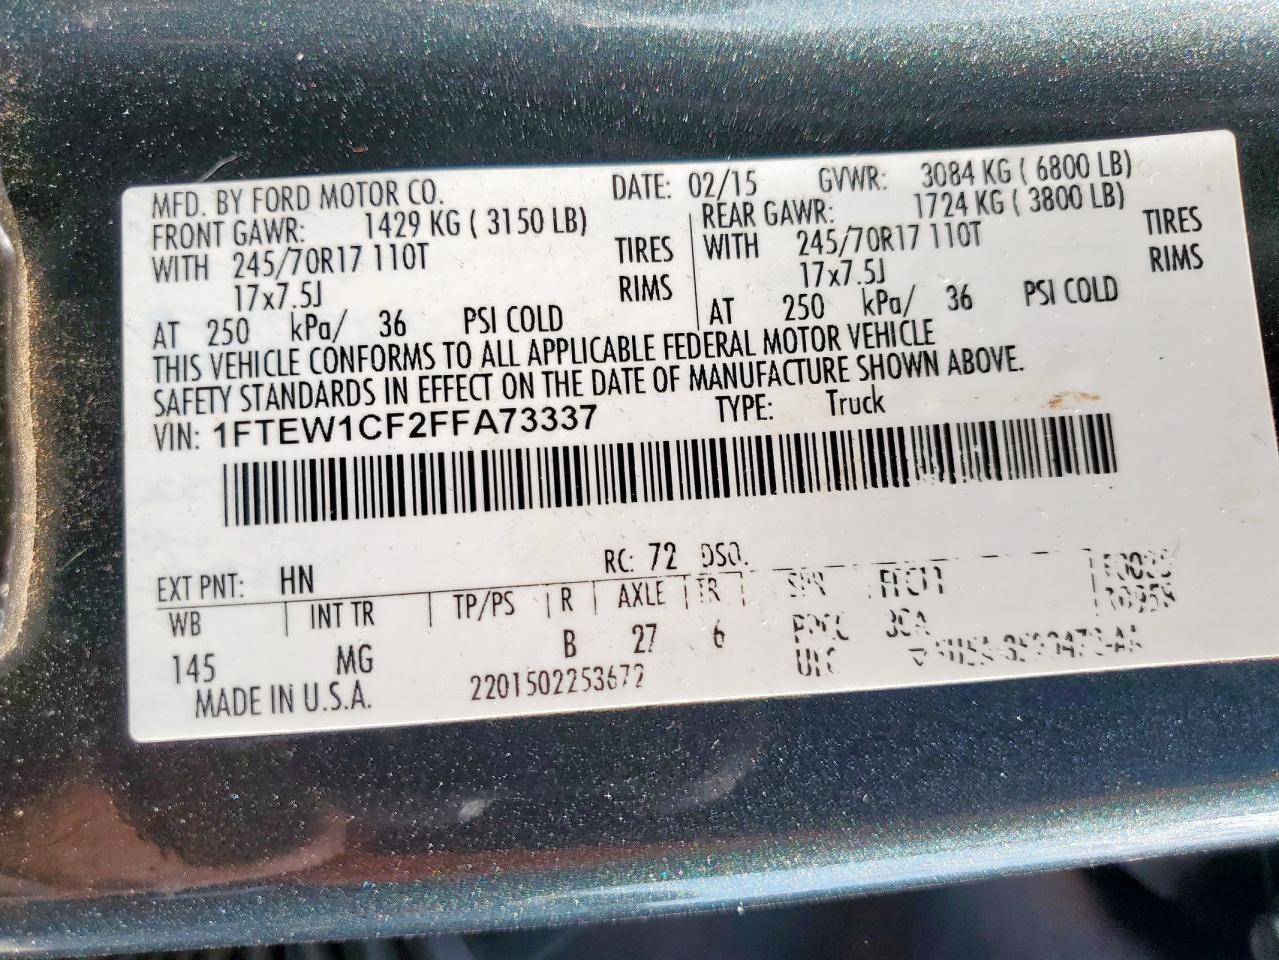 MFD. BY FORD MOTOR CO. DATE: 02/15 GVWR: 3084 KG ( 6800 LB)
FRONT GAWR: 1429 KG ( 3150 LB) REAR GAWR: 1724 KG ( 3800 LB)
WITH 245/70R17 110T TIRES WITH 245/70R17 110T TIRES
17x7.5J RIMS 17x7.5J RIMS
AT 250 kPa/ 36 PSI COLD AT 250 kPa/ 36 PSI COLD
THIS VEHICLE CONFORMS TO ALL APPLICABLE FEDERAL MOTOR VEHICLE
SAFETY STANDARDS IN EFFECT ON THE DATE OF MANUFACTURE SHOWN ABOVE.
VIN: 1FTEW1CF2FFA73337 TYPE: Truck
EXT PNT: HN RC: 72 DSO:
WB INT TR TP/PS R AXLE TR SPR
145 MG B 27 6
MADE IN U.S.A. 2201502253672